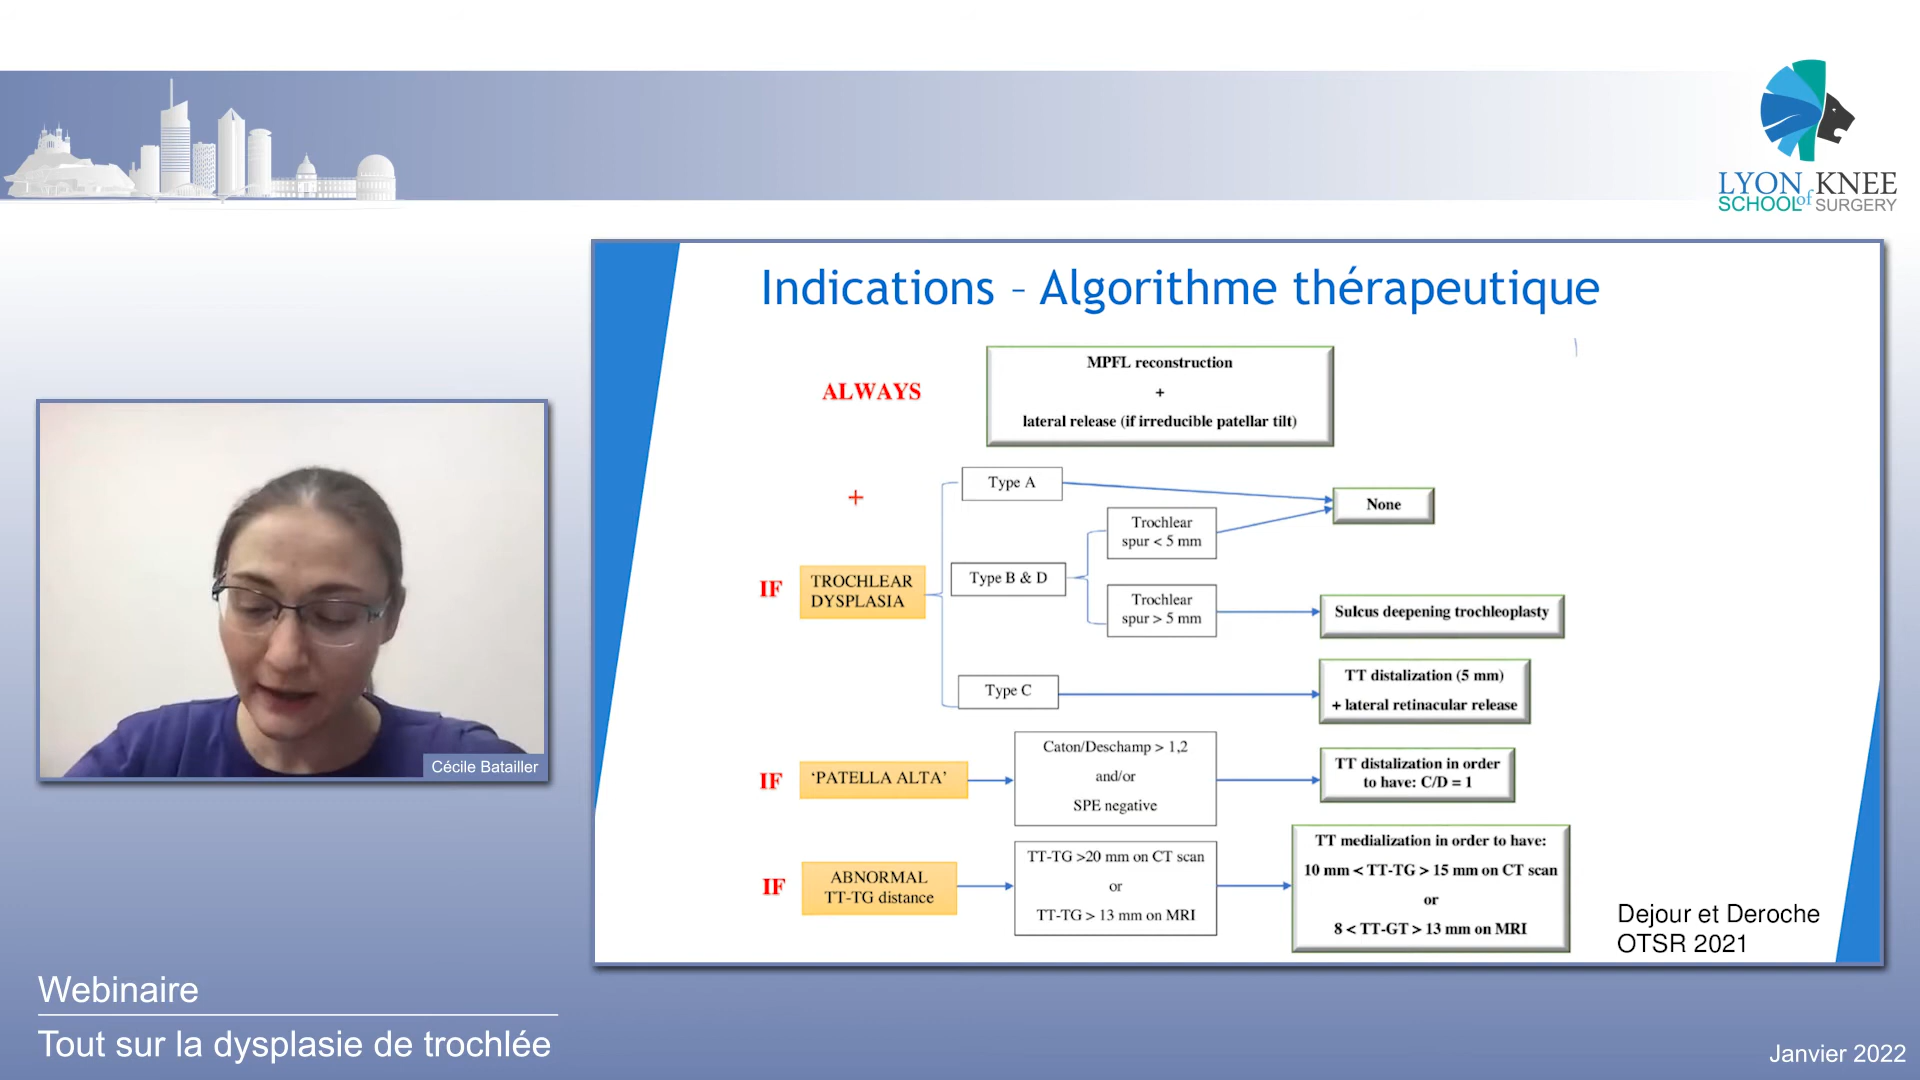 LYON KNEE
SCHOOL of SURGERY
Indications – Algorithme thérapeutique
ALWAYS
MPFL reconstruction
+
lateral release (if irreducible patellar tilt)
+
IF
TROCHLEAR
DYSPLASIA
Type A
Type B & D
Trochlear
spur < 5 mm
Trochlear
spur > 5 mm
Type C
None
Sulcus deepening trochleoplasty
TT distalization (5 mm)
+ lateral retinacular release
IF
‘PATELLA ALTA’
Caton/Deschamp > 1,2
and/or
SPE negative
TT distalization in order
to have: C/D = 1
IF
ABNORMAL
TT-TG distance
TT-TG >20 mm on CT scan
or
TT-TG > 13 mm on MRI
TT medialization in order to have:
10 mm < TT-TG > 15 mm on CT scan
or
8 < TT-GT > 13 mm on MRI
Dejour et Deroche
OTSR 2021
Cécile Batailler
Webinaire
Tout sur la dysplasie de trochlée
Janvier 2022